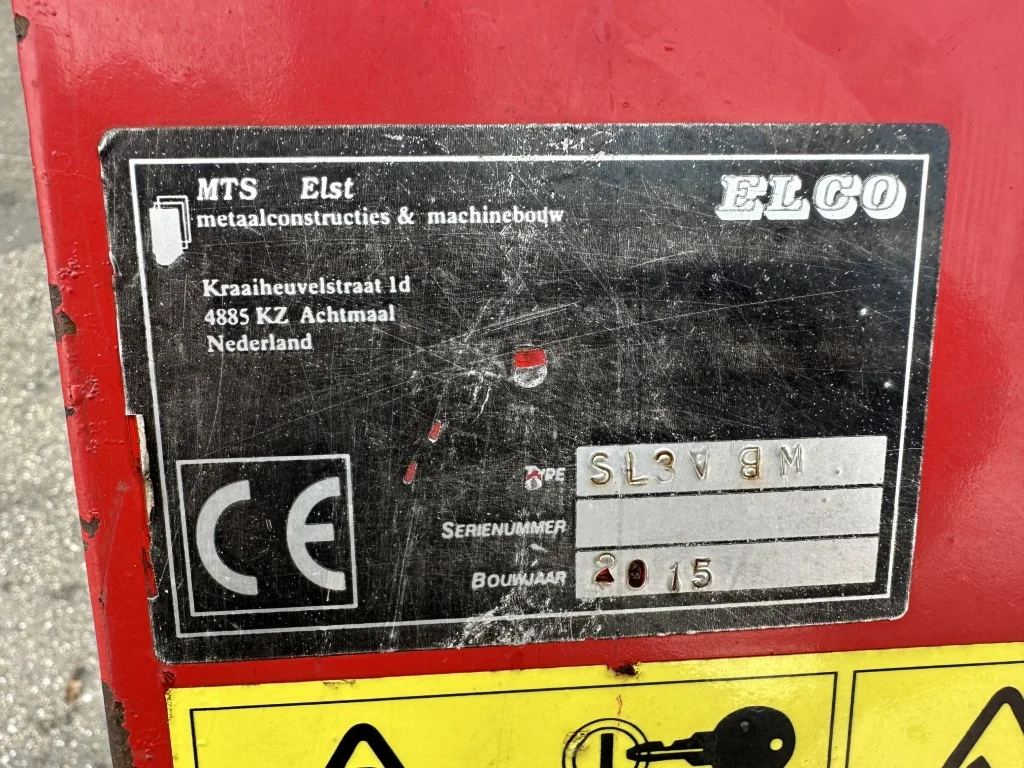 MTS Elst
ELCO
metaalconstructies & machinebouw
Kraaiheuvelstraat 1d
4885 KZ Achtmaal
Nederland
TYPE SL3V BM
SERIENUMMER
BOUWJAAR 2015
CE